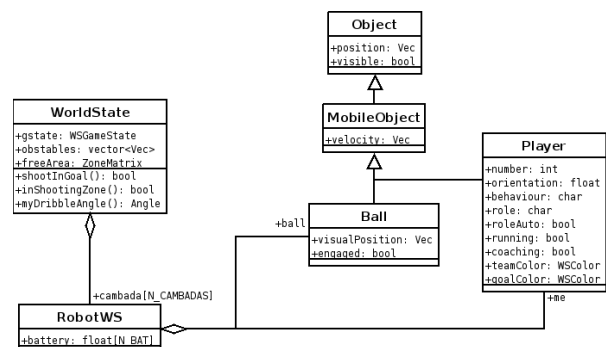 Object
+position: Vec
+visible: bool
MobileObject
+velocity: Vec
WorldState
+gstate: WSGameState
+obstables: vector<Vec>
+freeArea: ZoneMatrix
+shootInGoal(): bool
+inShootingZone(): bool
+myDribbleAngle(): Angle
Player
+number: int
+orientation: float
+behaviour: char
+role: char
+roleAuto: bool
+running: bool
+coaching: bool
+teamColor: WSColor
+goalColor: WSColor
Ball
+visualPosition: Vec
+engaged: bool
+ball
+cambada[N_CAMBADAS]
+me
RobotWS
+battery: float[N_BAT]